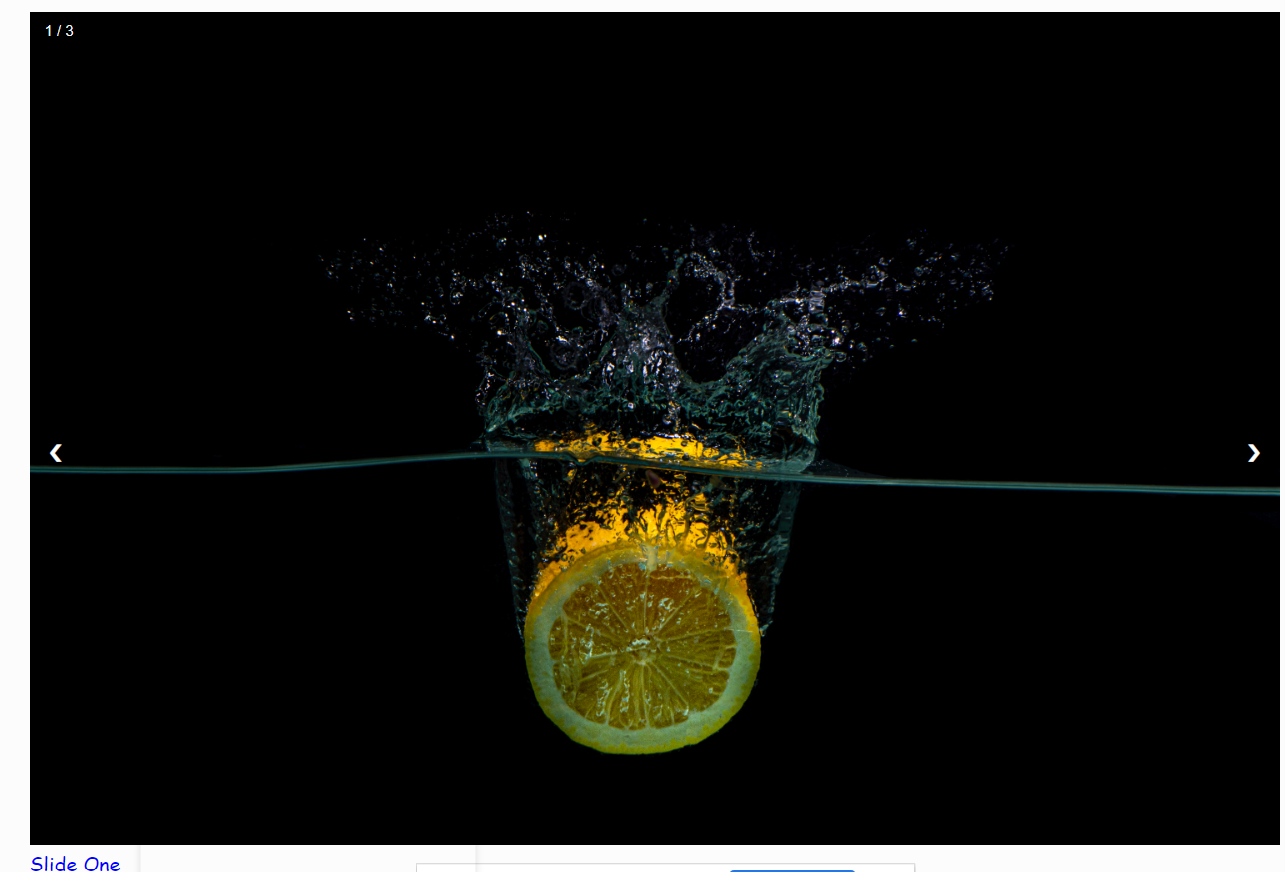 1 / 3
❮
❯
Slide One